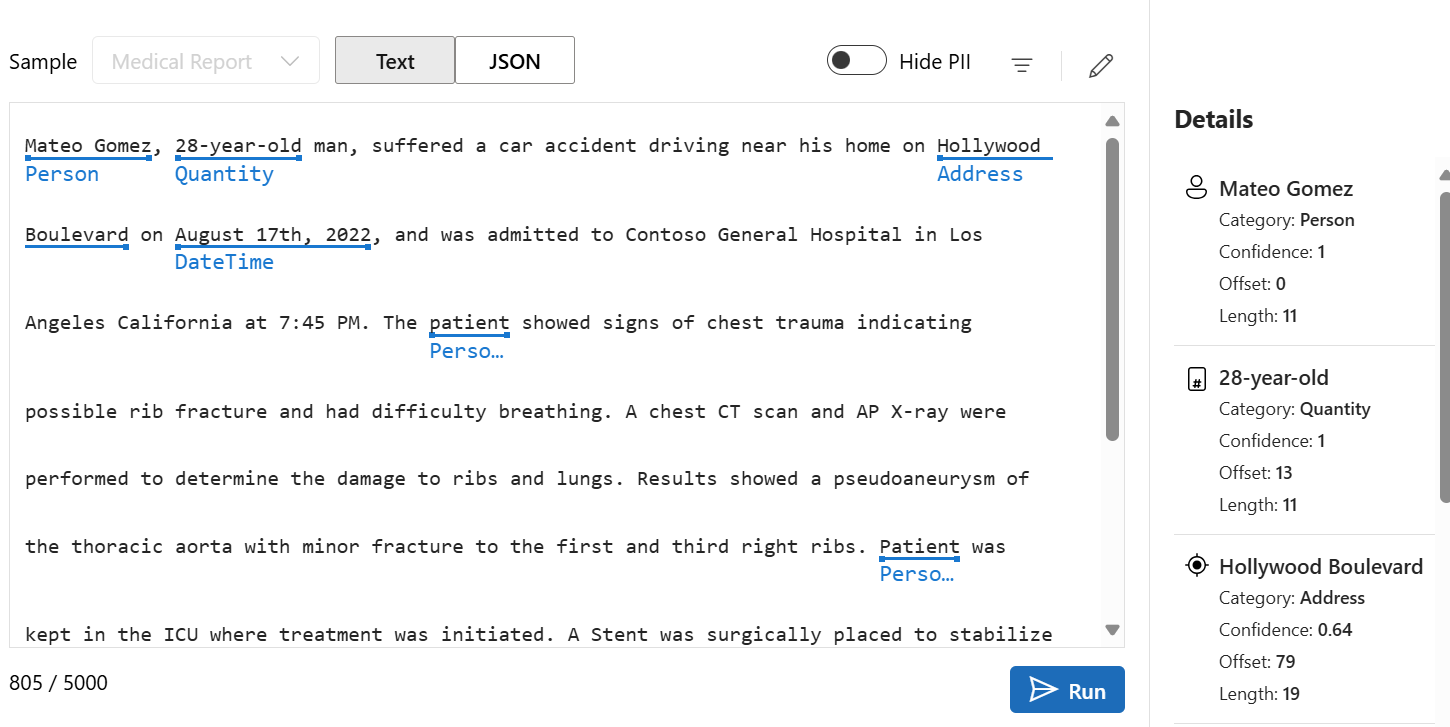 Sample
Medical Report
Text
JSON
Hide PII
Mateo Gomez, 28-year-old man, suffered a car accident driving near his home on Hollywood
Person Quantity Address
Boulevard on August 17th, 2022, and was admitted to Contoso General Hospital in Los
DateTime
Angeles California at 7:45 PM. The patient showed signs of chest trauma indicating
Perso…
possible rib fracture and had difficulty breathing. A chest CT scan and AP X-ray were
performed to determine the damage to ribs and lungs. Results showed a pseudoaneurysm of
the thoracic aorta with minor fracture to the first and third right ribs. Patient was
Perso…
kept in the ICU where treatment was initiated. A Stent was surgically placed to stabilize
805 / 5000
Run
Details
Mateo Gomez
Category: Person
Confidence: 1
Offset: 0
Length: 11
#
28-year-old
Category: Quantity
Confidence: 1
Offset: 13
Length: 11
Hollywood Boulevard
Category: Address
Confidence: 0.64
Offset: 79
Length: 19